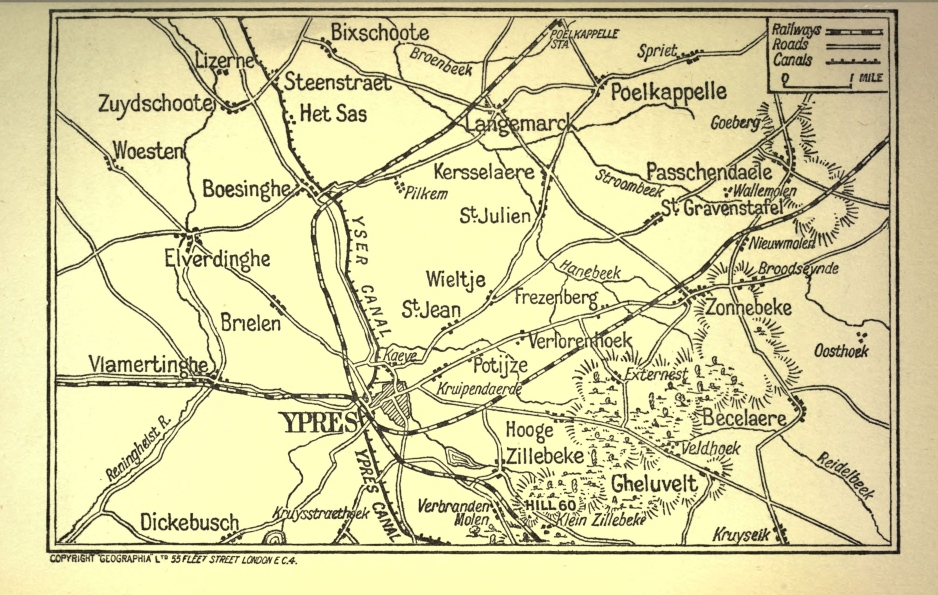 POELKAPPELLE
STA
Bixschoote
Broenbeek
Spriet
Railways
Roads
Canals
0 1 MILE
Lizerne
Steenstraet
Zuydschoote
Het Sas
Poelkappelle
Langemarck
Goeberg
Woesten
Kersselaere
Passchendaele
Stroombeek
Wallemolen
Boesinghe
Pilkem
St Julien
St Gravenstafel
YSER CANAL
Nieuwmolen
Elverdinghe
Wieltje
Hanebeek
Broodseynde
Frezenberg
St Jean
Zonnebeke
Brielen
Verlorenhoek
Oosthoek
Kaeve
Potijze
Vlamertinghe
Externest
Kruipendaerde
YPRES
Becelaere
Hooge
Reninghelst R.
Veldhoek
Zillebeke
Reidelbeek
YPRES CANAL
Gheluvelt
Verbranden
Molen
HILL 60
Dickebusch
Kruysstraethoek
Klein Zillebeke
Kruyseik
COPYRIGHT "GEOGRAPHIA" LTD 55 FLEET STREET LONDON E.C.4.